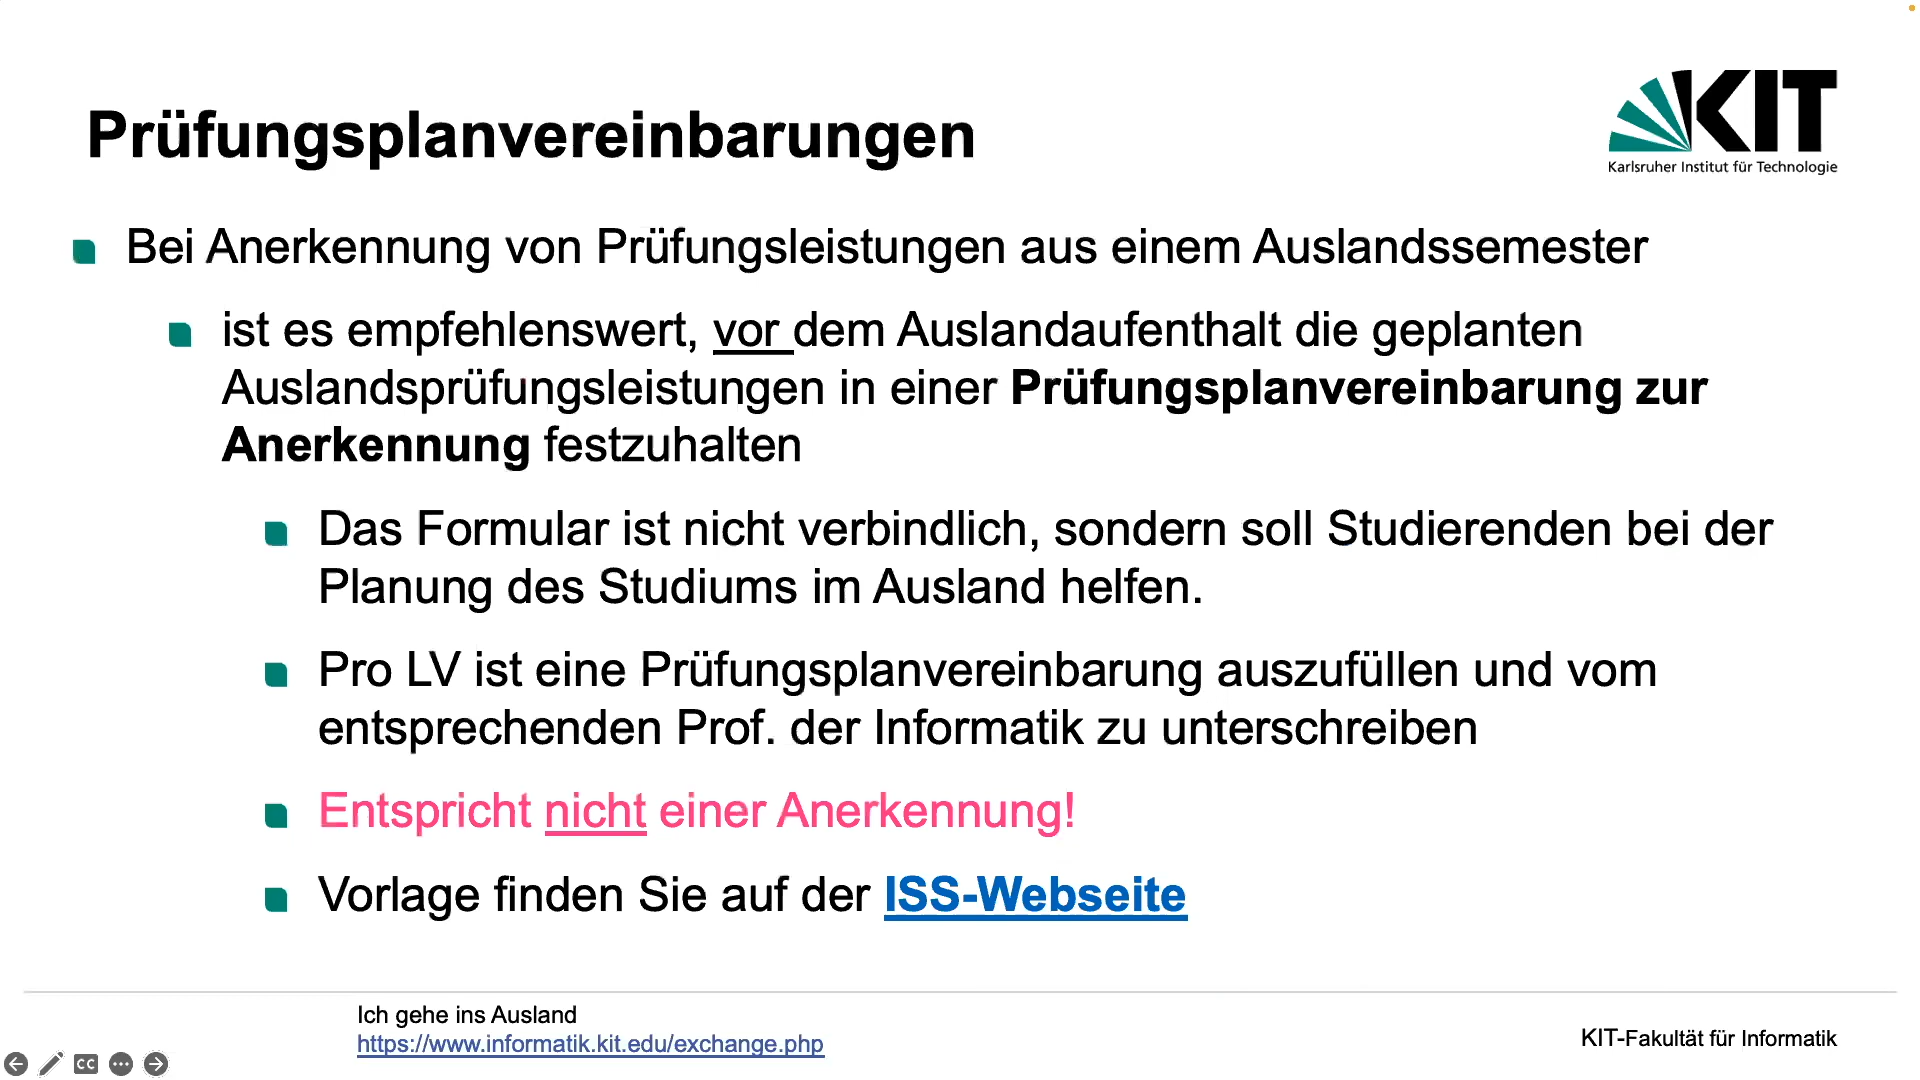 Prüfungsplanvereinbarungen
KIT
Karlsruher Institut für Technologie
Bei Anerkennung von Prüfungsleistungen aus einem Auslandssemester
ist es empfehlenswert, vor dem Auslandaufenthalt die geplanten
Auslandsprüfungsleistungen in einer Prüfungsplanvereinbarung zur
Anerkennung festzuhalten
Das Formular ist nicht verbindlich, sondern soll Studierenden bei der
Planung des Studiums im Ausland helfen.
Pro LV ist eine Prüfungsplanvereinbarung auszufüllen und vom
entsprechenden Prof. der Informatik zu unterschreiben
Entspricht nicht einer Anerkennung!
Vorlage finden Sie auf der ISS-Webseite
Ich gehe ins Ausland
https://www.informatik.kit.edu/exchange.php
KIT-Fakultät für Informatik
CC